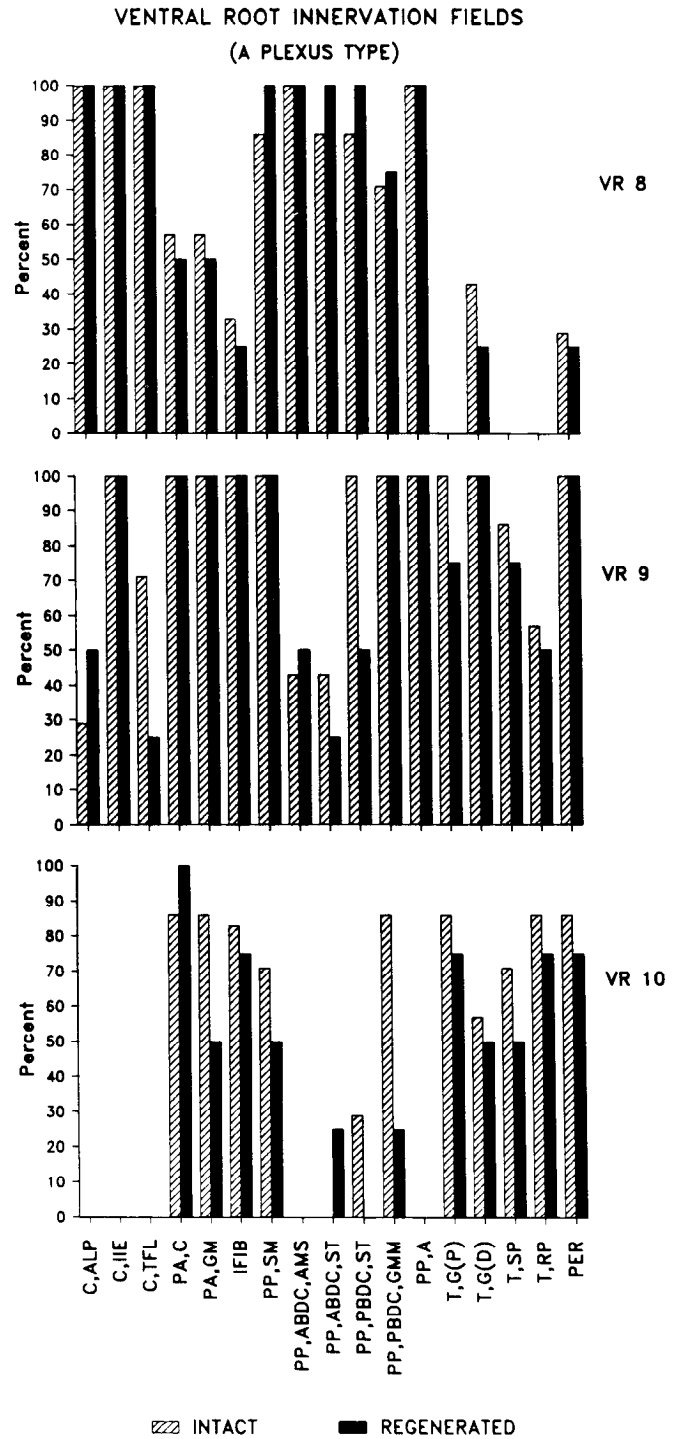 VENTRAL ROOT INNERVATION FIELDS
(A PLEXUS TYPE)
100
90
80
70
60
50
40
30
20
10
0
Percent
VR 8
100
90
80
70
60
50
40
30
20
10
0
Percent
VR 9
100
90
80
70
60
50
40
30
20
10
0
Percent
VR 10
C,ALP
C,IIE
C,TFL
PA,C
PA,GM
IFIB
PP,SM
PP,ABDC,AMS
PP,ABDC,ST
PP,PBDC,ST
PP,PBDC,GMM
PP,A
T,G(P)
T,G(D)
T,SP
T,RP
PER
INTACT
REGENERATED